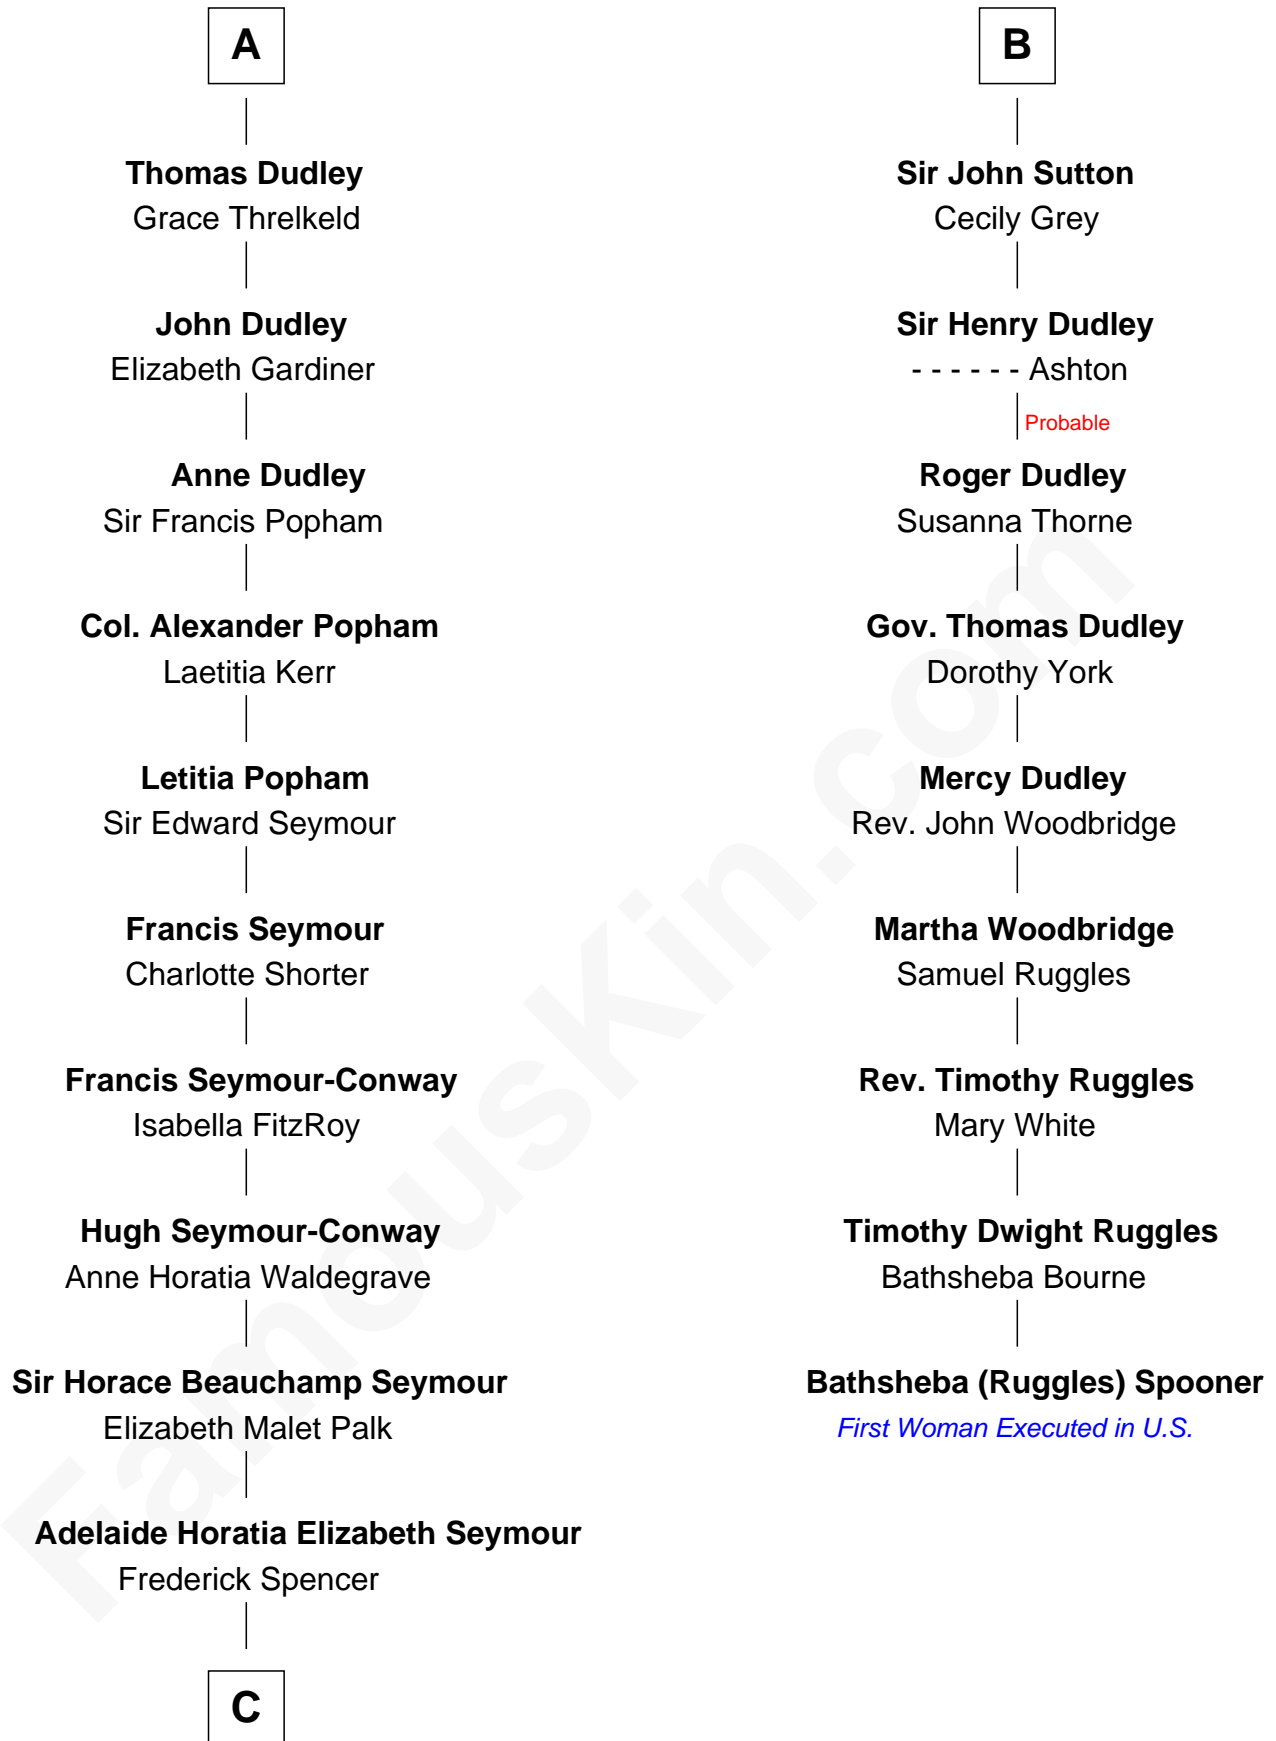 A
Thomas Dudley
Grace Threlkeld
John Dudley
Elizabeth Gardiner
Anne Dudley
Sir Francis Popham
Col. Alexander Popham
Laetitia Kerr
Letitia Popham
Sir Edward Seymour
Francis Seymour
Charlotte Shorter
Francis Seymour-Conway
Isabella FitzRoy
Hugh Seymour-Conway
Anne Horatia Waldegrave
Sir Horace Beauchamp Seymour
Elizabeth Malet Palk
Adelaide Horatia Elizabeth Seymour
Frederick Spencer
C
B
Sir John Sutton
Cecily Grey
Sir Henry Dudley
- - - - - - Ashton
Probable
Roger Dudley
Susanna Thorne
Gov. Thomas Dudley
Dorothy York
Mercy Dudley
Rev. John Woodbridge
Martha Woodbridge
Samuel Ruggles
Rev. Timothy Ruggles
Mary White
Timothy Dwight Ruggles
Bathsheba Bourne
Bathsheba (Ruggles) Spooner
First Woman Executed in U.S.
FamousKin.com